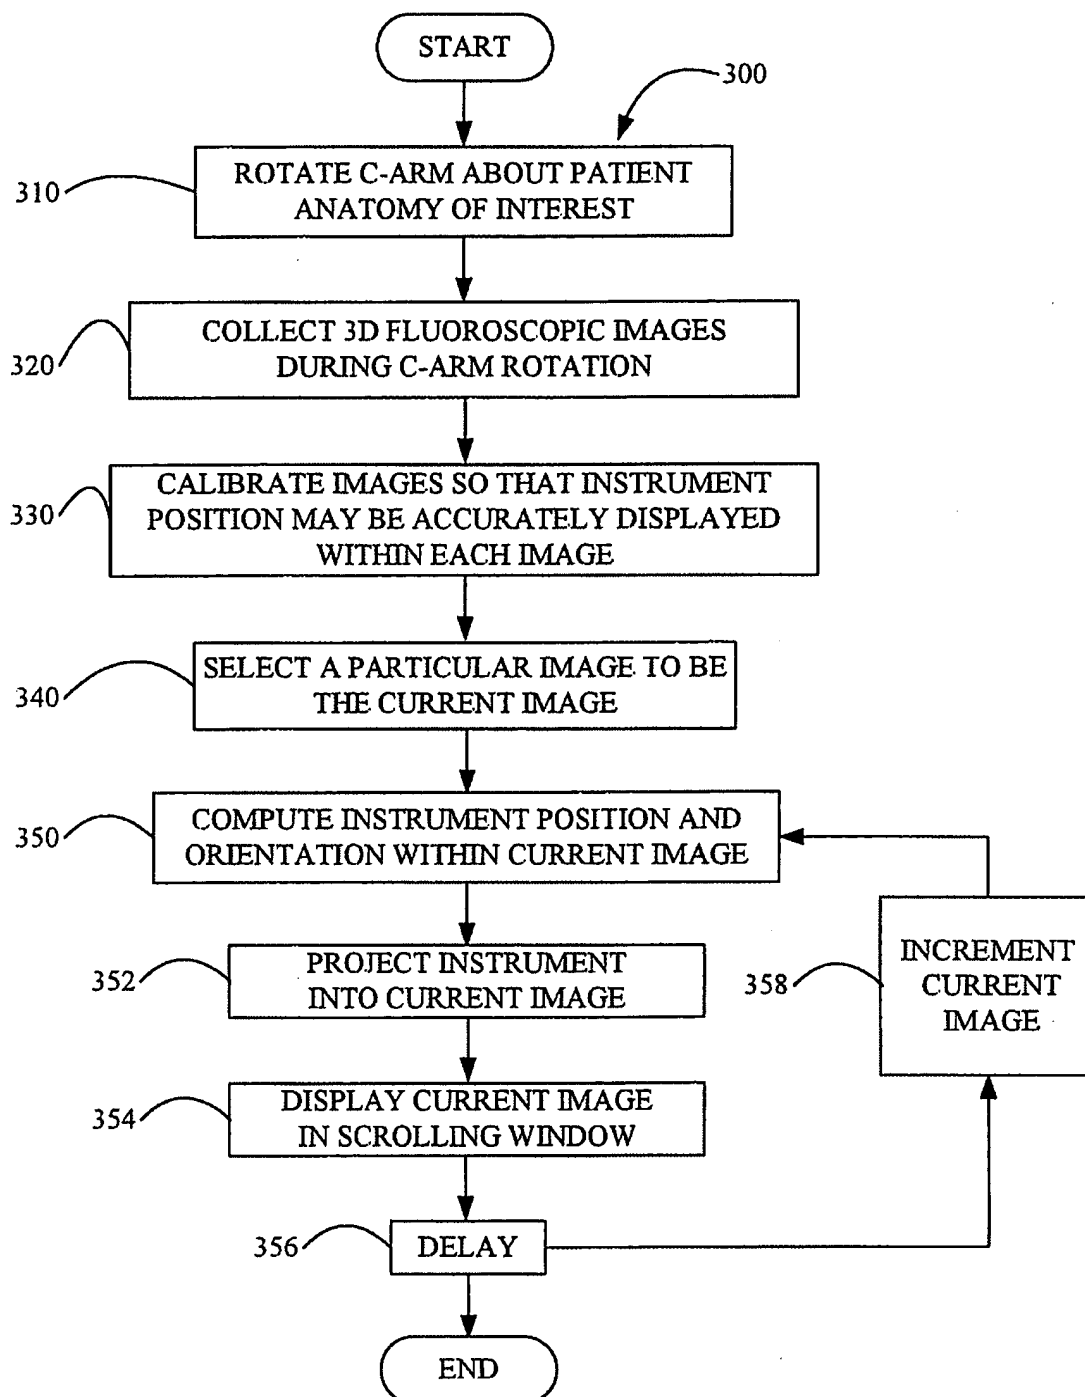 START
300
310
ROTATE C-ARM ABOUT PATIENT
ANATOMY OF INTEREST
320
COLLECT 3D FLUOROSCOPIC IMAGES
DURING C-ARM ROTATION
330
CALIBRATE IMAGES SO THAT INSTRUMENT
POSITION MAY BE ACCURATELY DISPLAYED
WITHIN EACH IMAGE
340
SELECT A PARTICULAR IMAGE TO BE
THE CURRENT IMAGE
350
COMPUTE INSTRUMENT POSITION AND
ORIENTATION WITHIN CURRENT IMAGE
352
PROJECT INSTRUMENT
INTO CURRENT IMAGE
358
INCREMENT
CURRENT
IMAGE
354
DISPLAY CURRENT IMAGE
IN SCROLLING WINDOW
356
DELAY
END